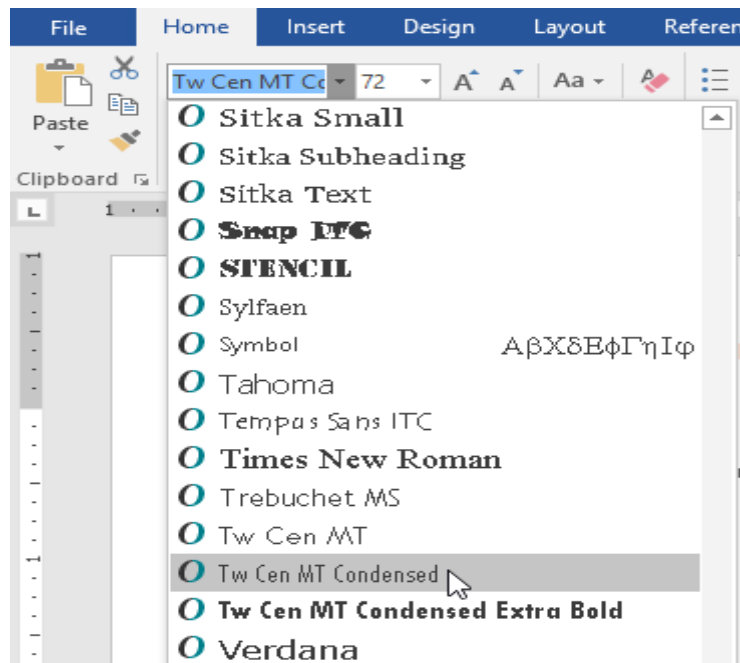 File Home Insert Design Layout Referen
Tw Cen MT Co 72 A A Aa
Paste
Clipboard
L 1
Sitka Small
Sitka Subheading
Sitka Text
Snap ITC
STENCIL
Sylfaen
Symbol ΑβΧδΕφΓηΙφ
Tahoma
Tempus Sans ITC
Times New Roman
Trebuchet MS
Tw Cen MT
Tw Cen MT Condensed
Tw Cen MT Condensed Extra Bold
Verdana